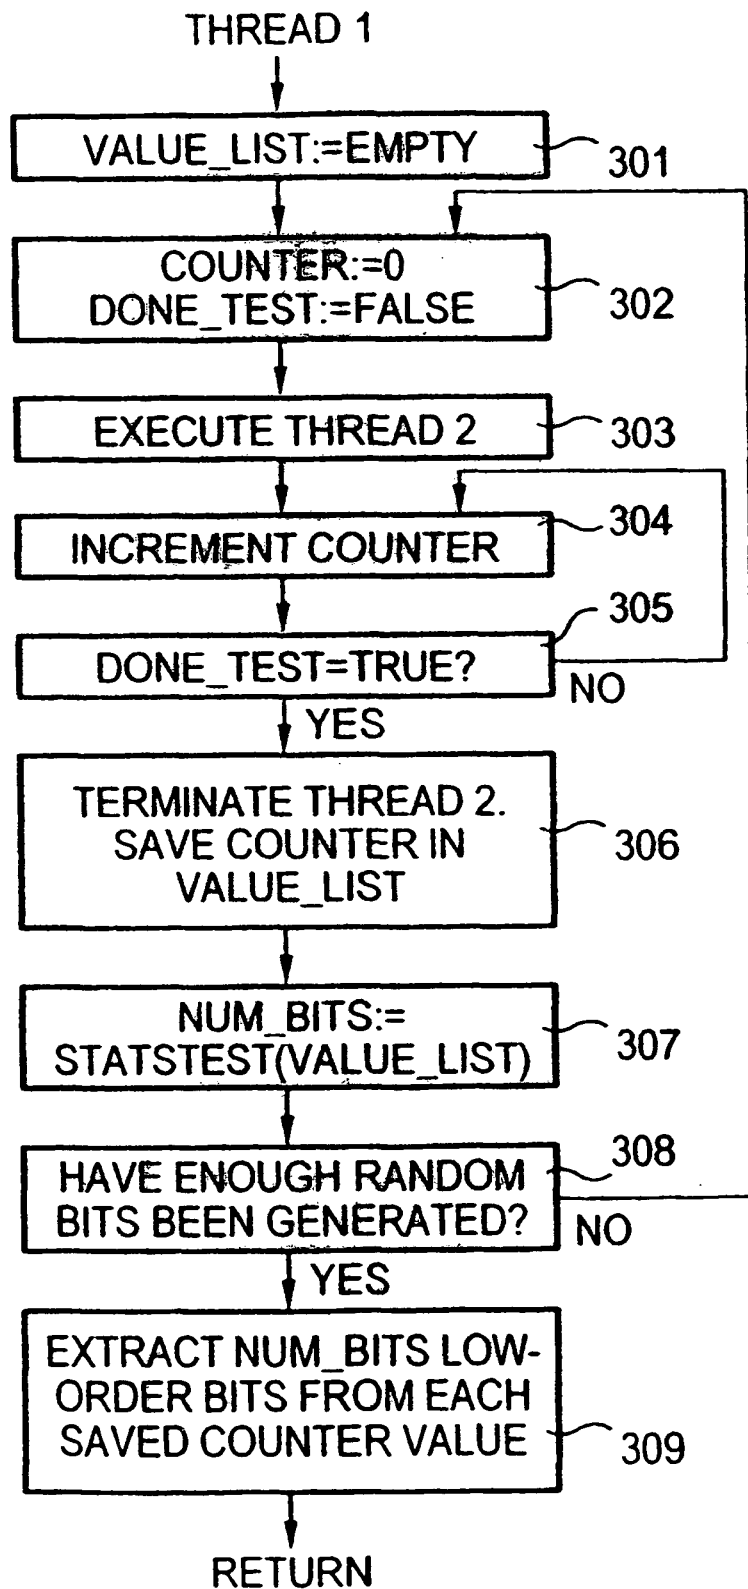 THREAD 1
VALUE_LIST:=EMPTY
301
COUNTER:=0
DONE_TEST:=FALSE
302
EXECUTE THREAD 2
303
INCREMENT COUNTER
304
DONE_TEST=TRUE?
305
NO
YES
TERMINATE THREAD 2.
SAVE COUNTER IN
VALUE_LIST
306
NUM_BITS:=
STATSTEST(VALUE_LIST)
307
HAVE ENOUGH RANDOM
BITS BEEN GENERATED?
308
NO
YES
EXTRACT NUM_BITS LOW-
ORDER BITS FROM EACH
SAVED COUNTER VALUE
309
RETURN